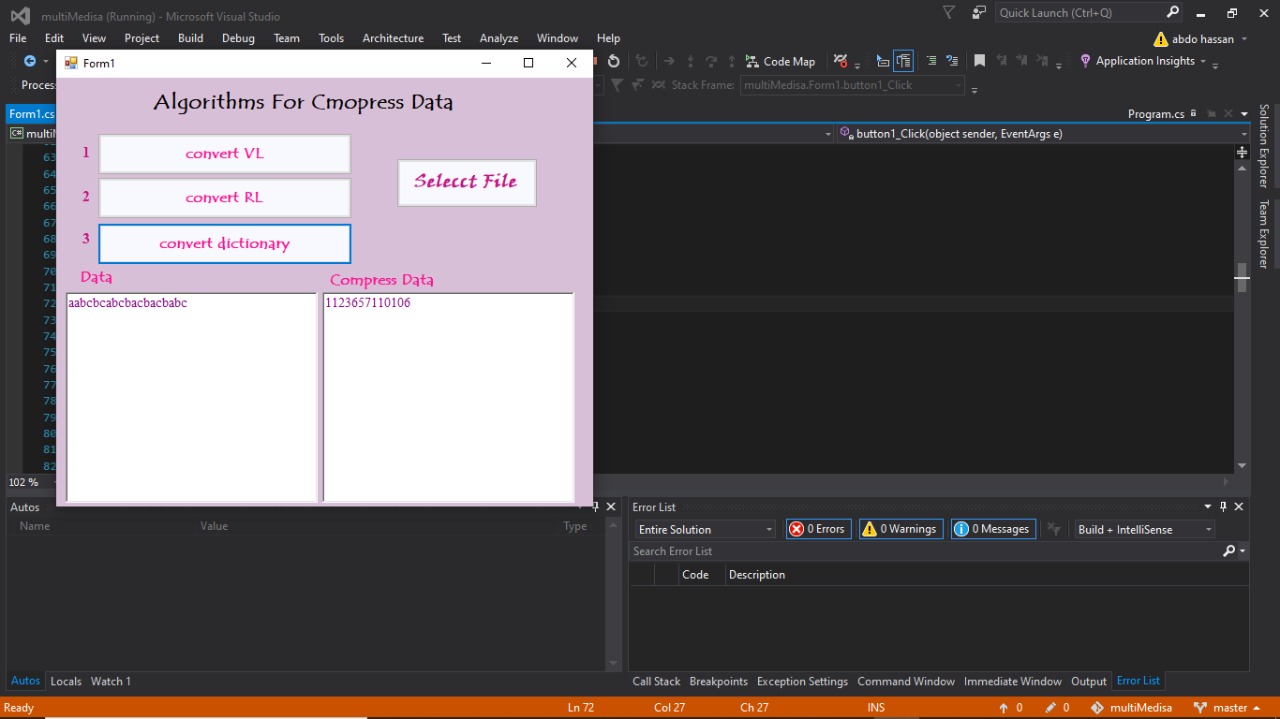 multiMedisa (Running) - Microsoft Visual Studio
Quick Launch (Ctrl+Q)
File Edit View Project Build Debug Team Tools Architecture Test Analyze Window Help
abdo hassan
Form1
Code Map
Application Insights
Proces
Stack Frame: multiMedisa.Form1.button1_Click
Algorithms For Cmopress Data
Form1.cs
Program.cs
C# multiM
button1_Click(object sender, EventArgs e)
1 convert VL
Selecct File
2 convert RL
3 convert dictionary
Data
Compress Data
aabcbcabcbacbacbabc
1123657110106
63
64
65
66
67
68
69
70
71
72
73
74
75
76
77
78
79
80
81
82
Solution Explorer
Team Explorer
102 %
Autos
Name Value Type
Error List
Entire Solution 0 Errors 0 Warnings 0 Messages Build + IntelliSense
Search Error List
Code Description
Autos Locals Watch 1
Call Stack Breakpoints Exception Settings Command Window Immediate Window Output Error List
Ready Ln 72 Col 27 Ch 27 INS 0 0 multiMedisa master